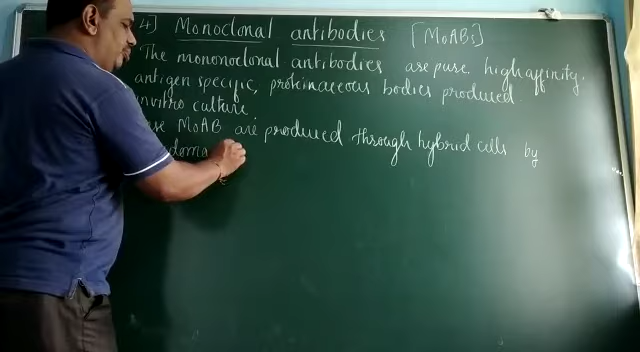 4] Monoclonal antibodies [MoABs]
The mononoclonal antibodies are pure. high affinity.
antigen specific, proteinaceous bodies produced.
invitro culture
MoAB are produced through hybrid cells by